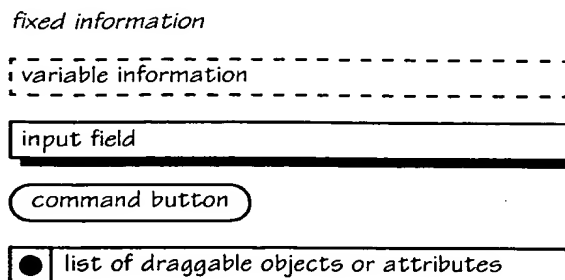 fixed information
variable information
input field
command button
list of draggable objects or attributes